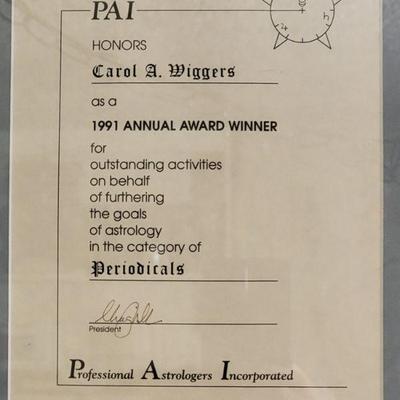 PAI
HONORS
Carol A. Wiggers
as a
1991 ANNUAL AWARD WINNER
for
outstanding activities
on behalf
of furthering
the goals
of astrology
in the category of
Periodicals
President
Professional Astrologers Incorporated